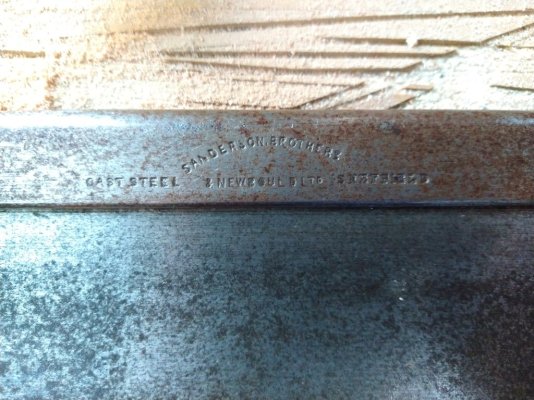 SANDERSON BROTHERS
CAST STEEL & NEWBOULD LTD SHEFFIELD